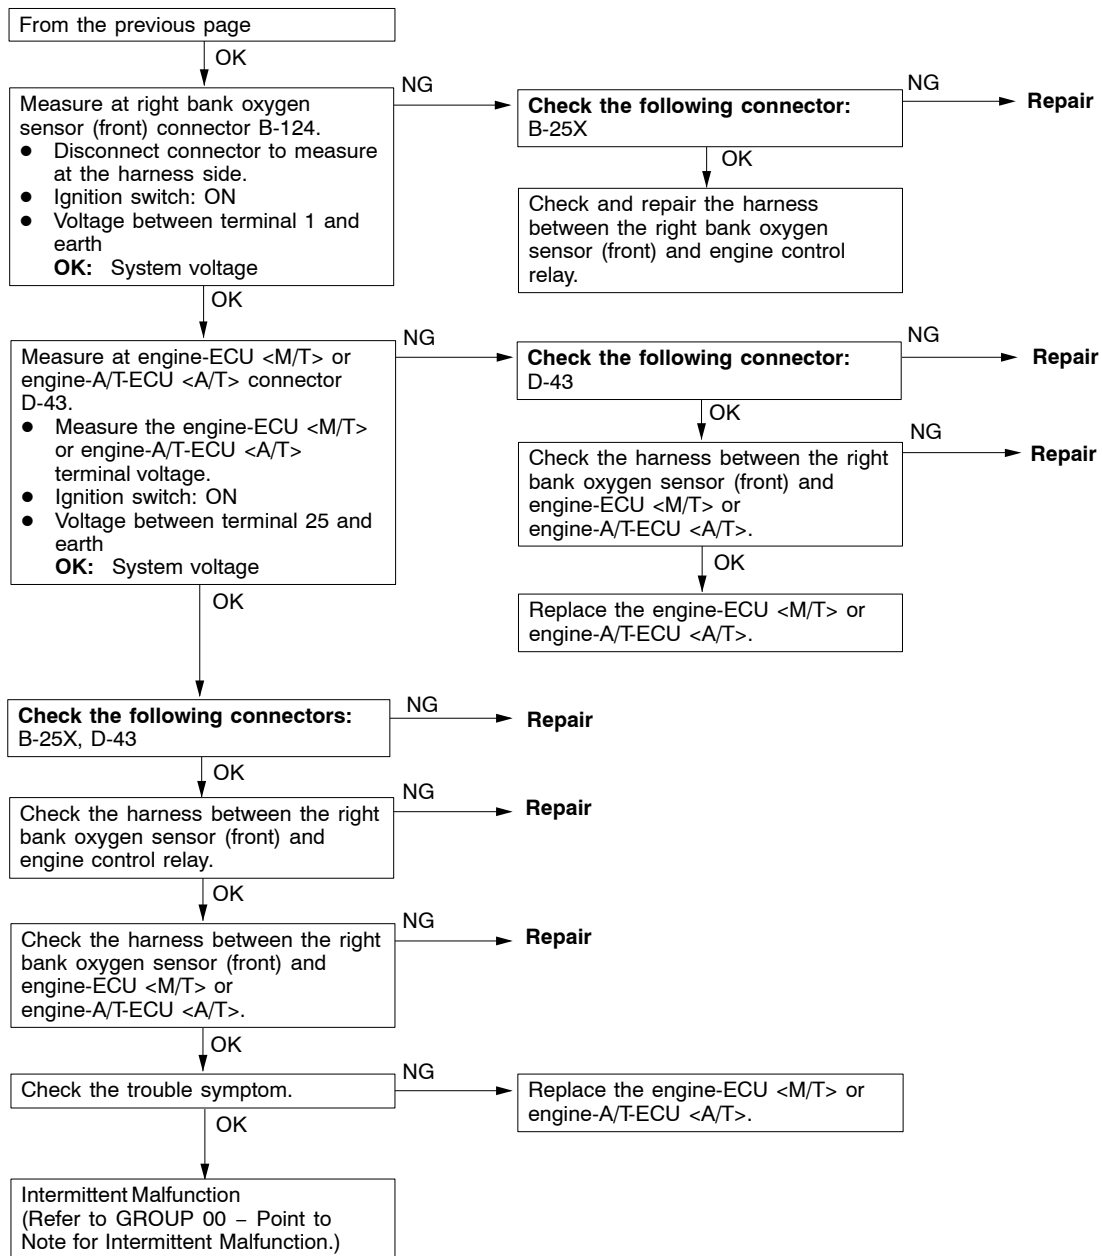 From the previous page
OK
Measure at right bank oxygen
sensor (front) connector B-124.
● Disconnect connector to measure
at the harness side.
● Ignition switch: ON
● Voltage between terminal 1 and
earth
OK: System voltage
NG
Check the following connector:
B-25X
NG
Repair
OK
Check and repair the harness
between the right bank oxygen
sensor (front) and engine control
relay.
OK
Measure at engine-ECU <M/T> or
engine-A/T-ECU <A/T> connector
D-43.
● Measure the engine-ECU <M/T>
or engine-A/T-ECU <A/T>
terminal voltage.
● Ignition switch: ON
● Voltage between terminal 25 and
earth
OK: System voltage
NG
Check the following connector:
D-43
NG
Repair
OK
Check the harness between the right
bank oxygen sensor (front) and
engine-ECU <M/T> or
engine-A/T-ECU <A/T>.
NG
Repair
OK
Replace the engine-ECU <M/T> or
engine-A/T-ECU <A/T>.
OK
Check the following connectors:
B-25X, D-43
NG
Repair
OK
Check the harness between the right
bank oxygen sensor (front) and
engine control relay.
NG
Repair
OK
Check the harness between the right
bank oxygen sensor (front) and
engine-ECU <M/T> or
engine-A/T-ECU <A/T>.
NG
Repair
OK
Check the trouble symptom.
NG
Replace the engine-ECU <M/T> or
engine-A/T-ECU <A/T>.
OK
Intermittent Malfunction
(Refer to GROUP 00 – Point to
Note for Intermittent Malfunction.)